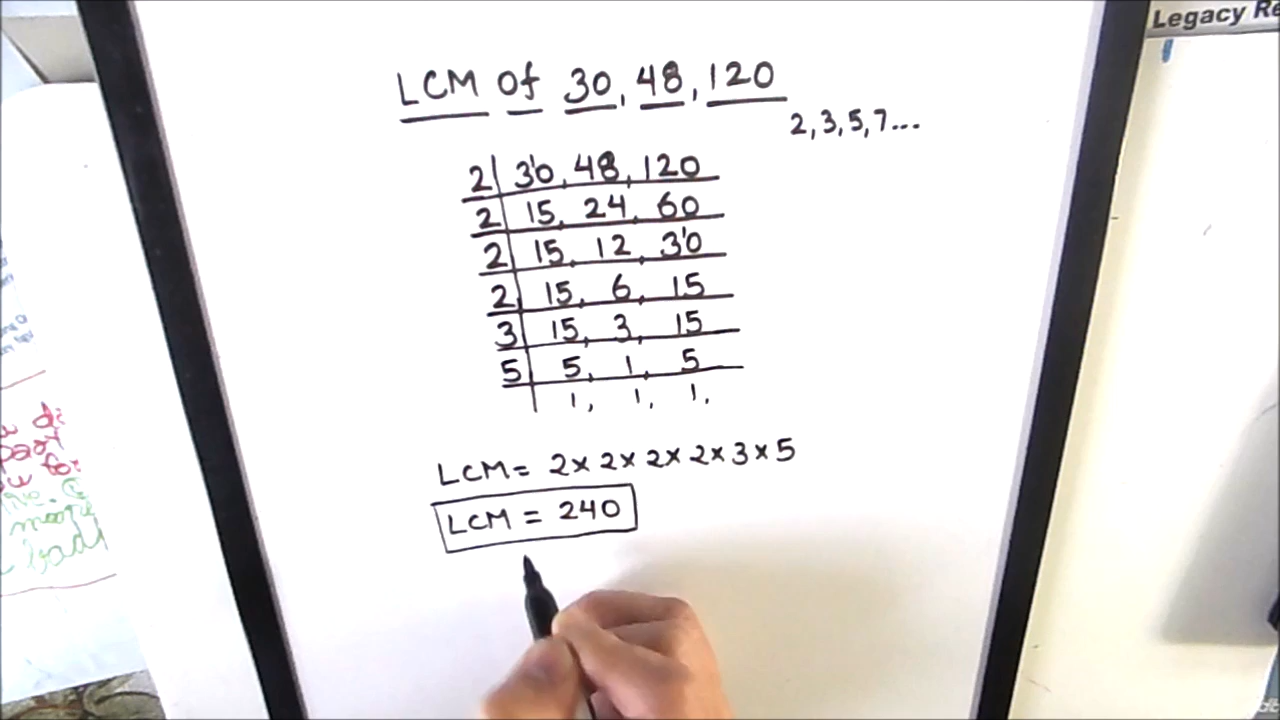 Legacy Re
LCM Of 30, 48, 120
2,3,5,7...
2 30, 48, 120
2 15, 24, 60
2 15, 12, 30
2 15, 6, 15
3 15, 3, 15
5 5, 1, 5
1, 1, 1,
LCM = 2×2×2×2×3×5
LCM = 240